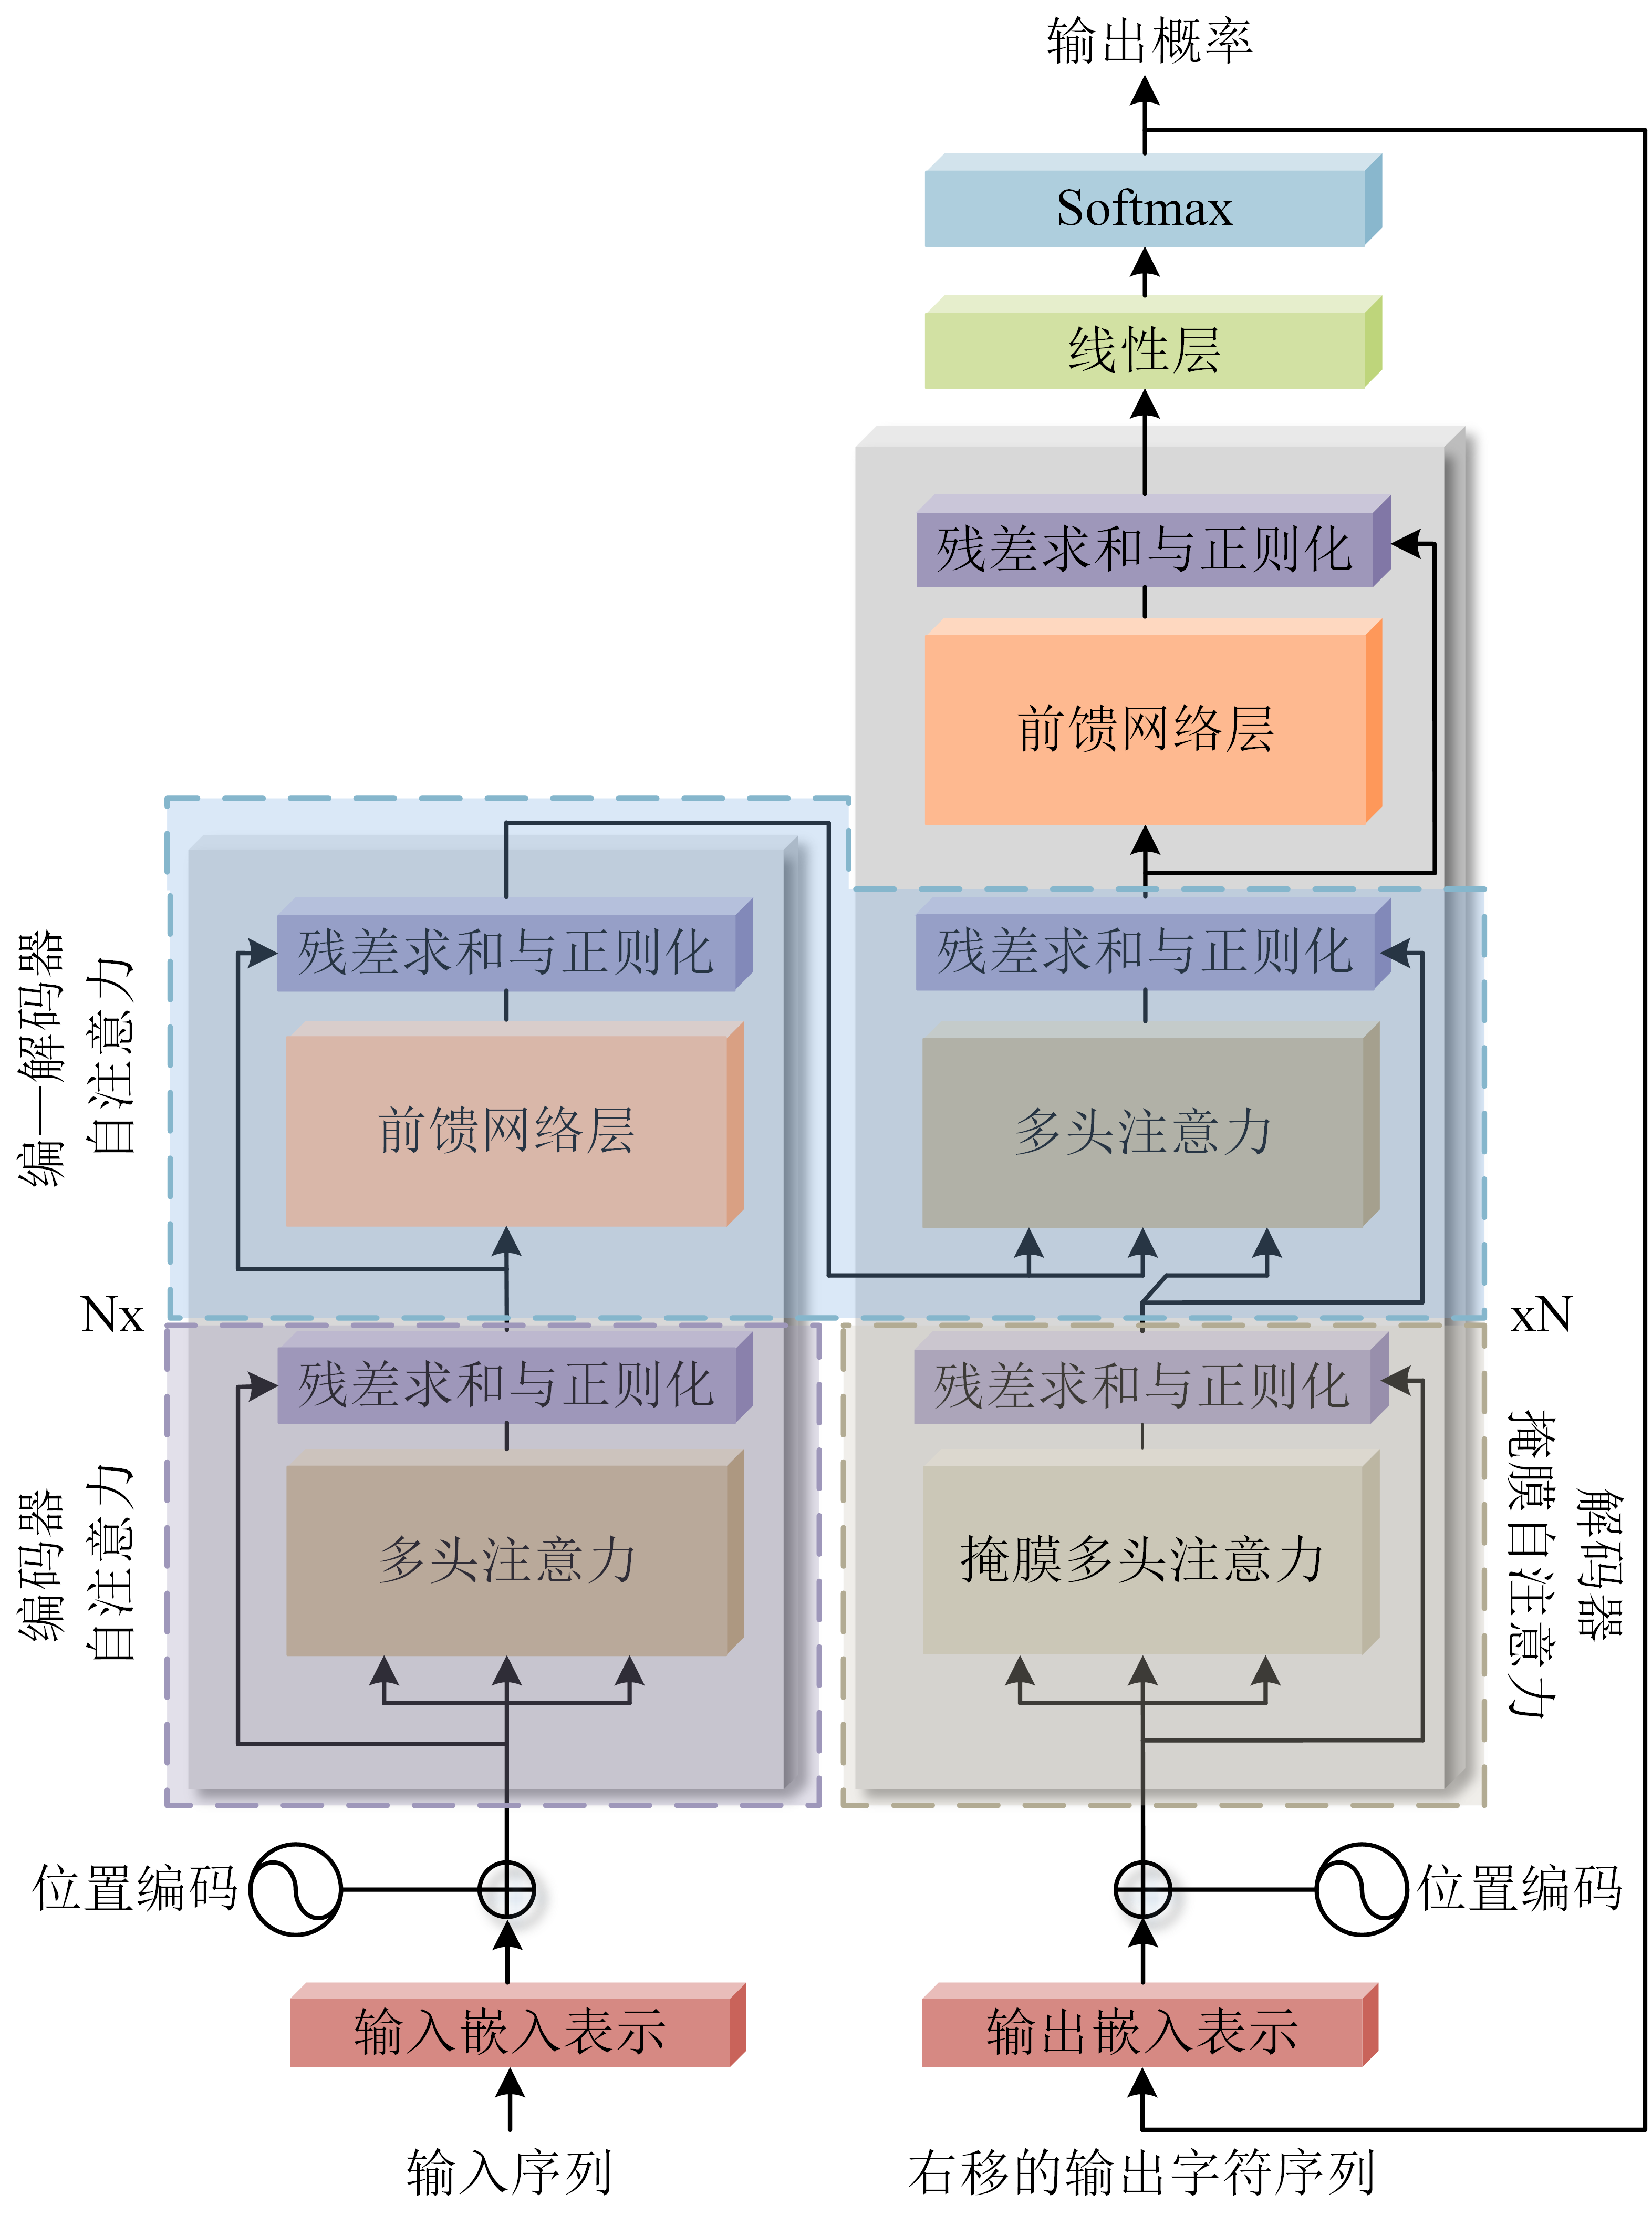 输出概率
Softmax
线性层
残差求和与正则化
前馈网络层
编—解码器
自注意力
残差求和与正则化
前馈网络层
残差求和与正则化
多头注意力
Nx
xN
编码器
自注意力
残差求和与正则化
多头注意力
残差求和与正则化
掩膜多头注意力
解码器
掩膜自注意力
位置编码
位置编码
输入嵌入表示
输出嵌入表示
输入序列
右移的输出字符序列